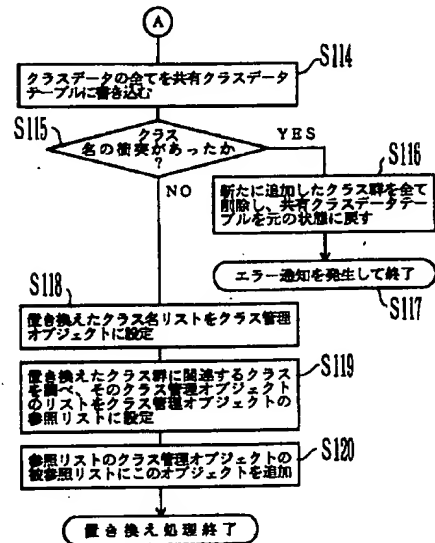 A
S114
クラスデータの全てを共有クラスデータ
テーブルに書き込む
S115
クラス
名の衝突があったか
?
YES
NO
S116
新たに追加したクラス群を全て
削除し、共有クラスデータテー
ブルを元の状態に戻す
エラー通知を発生して終了
S117
S118
置き換えたクラス名リストをクラス管理
オブジェクトに設定
S119
置き換えたクラス群に関連するクラス
を調べ、そのクラス管理オブジェクト
のリストをクラス管理オブジェクトの
参照リストに設定
S120
参照リストのクラス管理オブジェクトの
被参照リストにこのオブジェクトを追加
置き換え処理終了